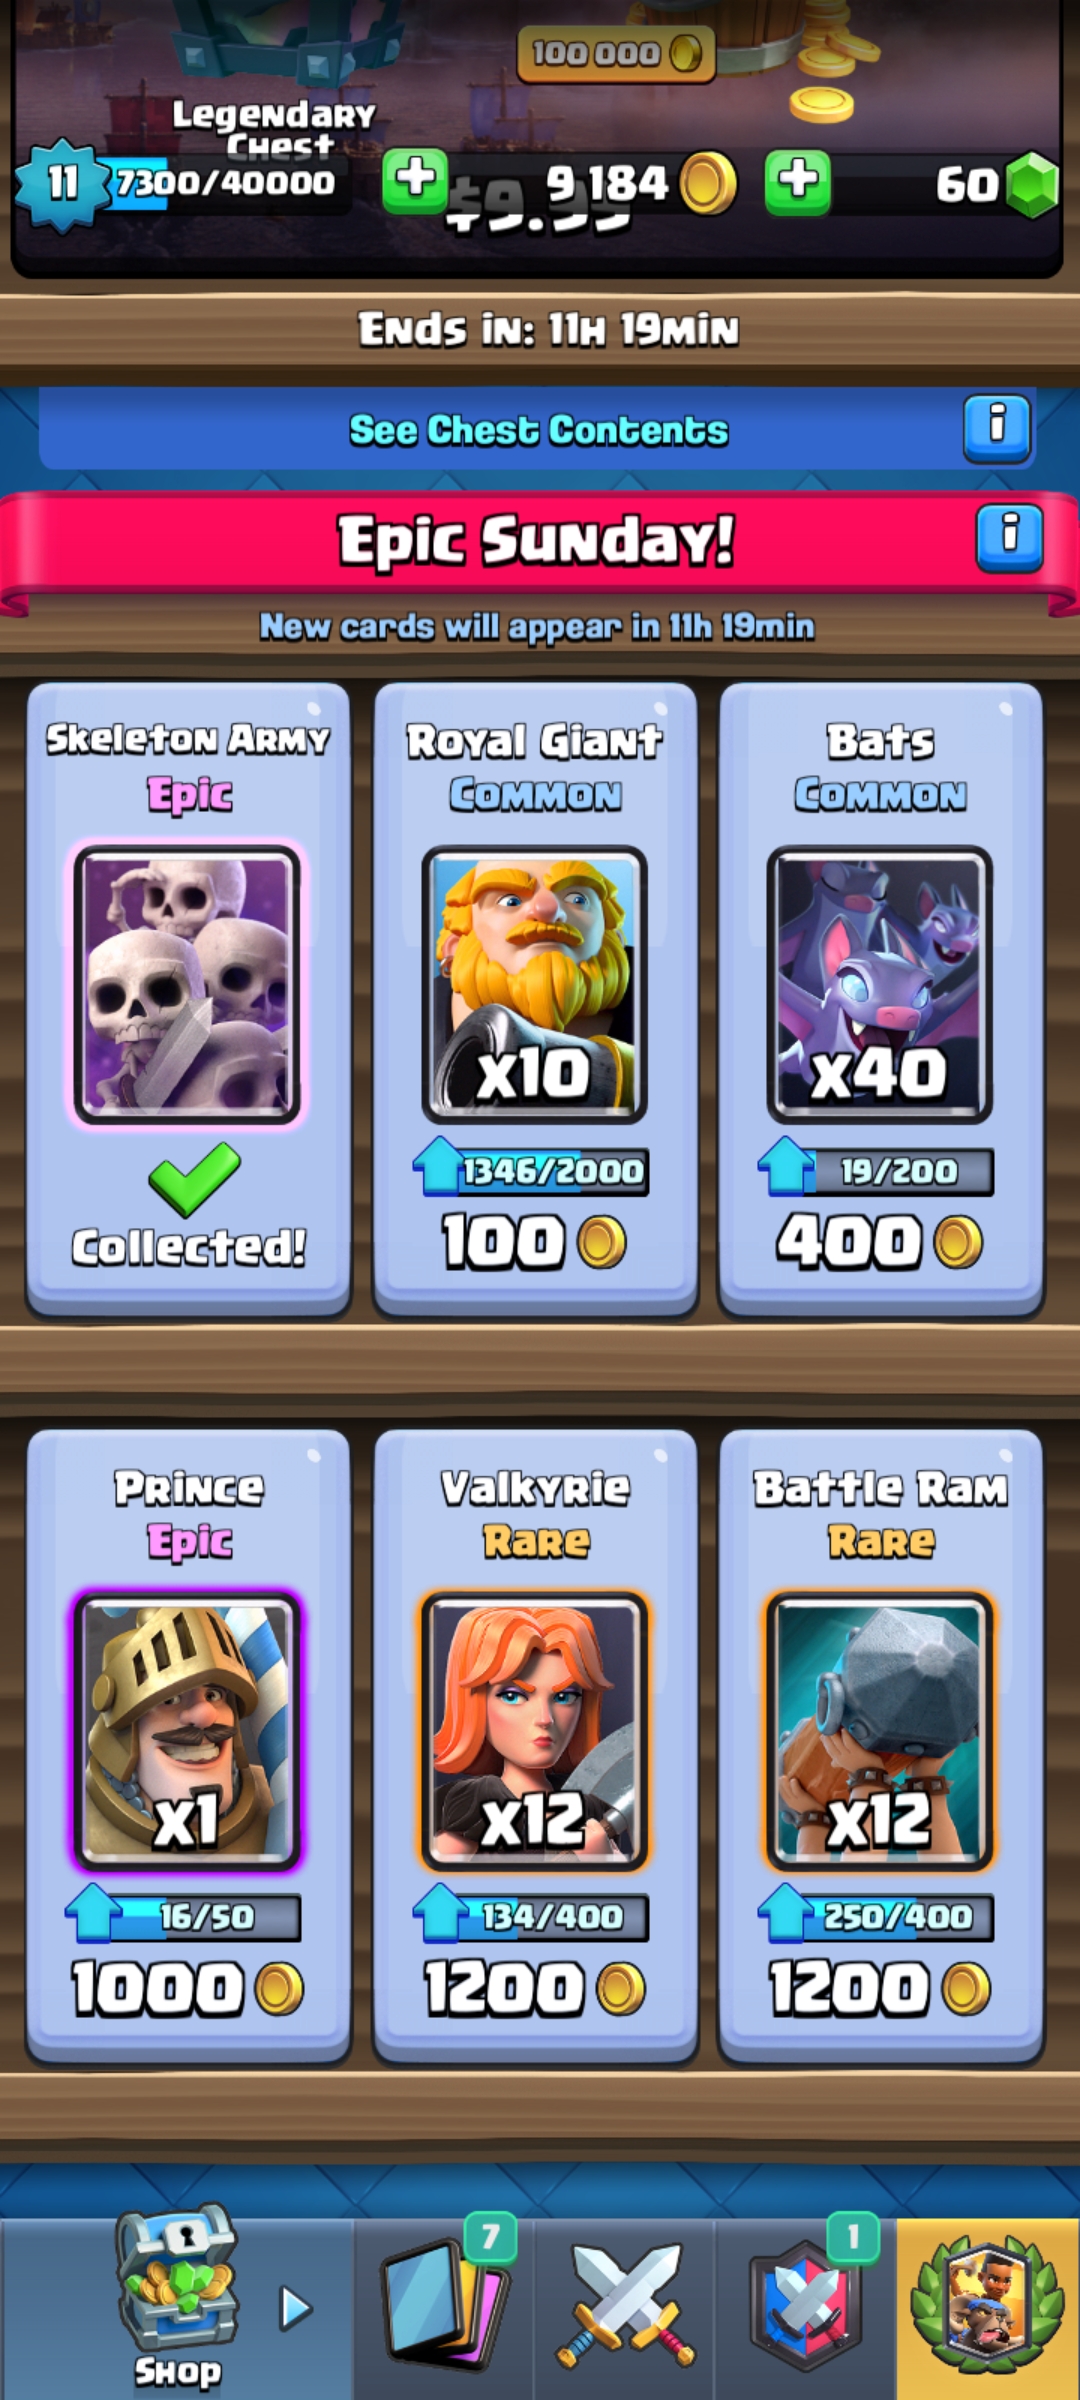 100 000
Legendary
Chest
11
7300/40000
9 184
60
$9.99
Ends in: 11h 19min
See Chest Contents
i
Epic Sunday!
i
New cards will appear in 11h 19min
Skeleton Army
Epic
Collected!
Royal Giant
Common
x10
1346/2000
100
Bats
Common
x40
19/200
400
Prince
Epic
x1
16/50
1000
Valkyrie
Rare
x12
134/400
1200
Battle Ram
Rare
x12
250/400
1200
Shop
7
1